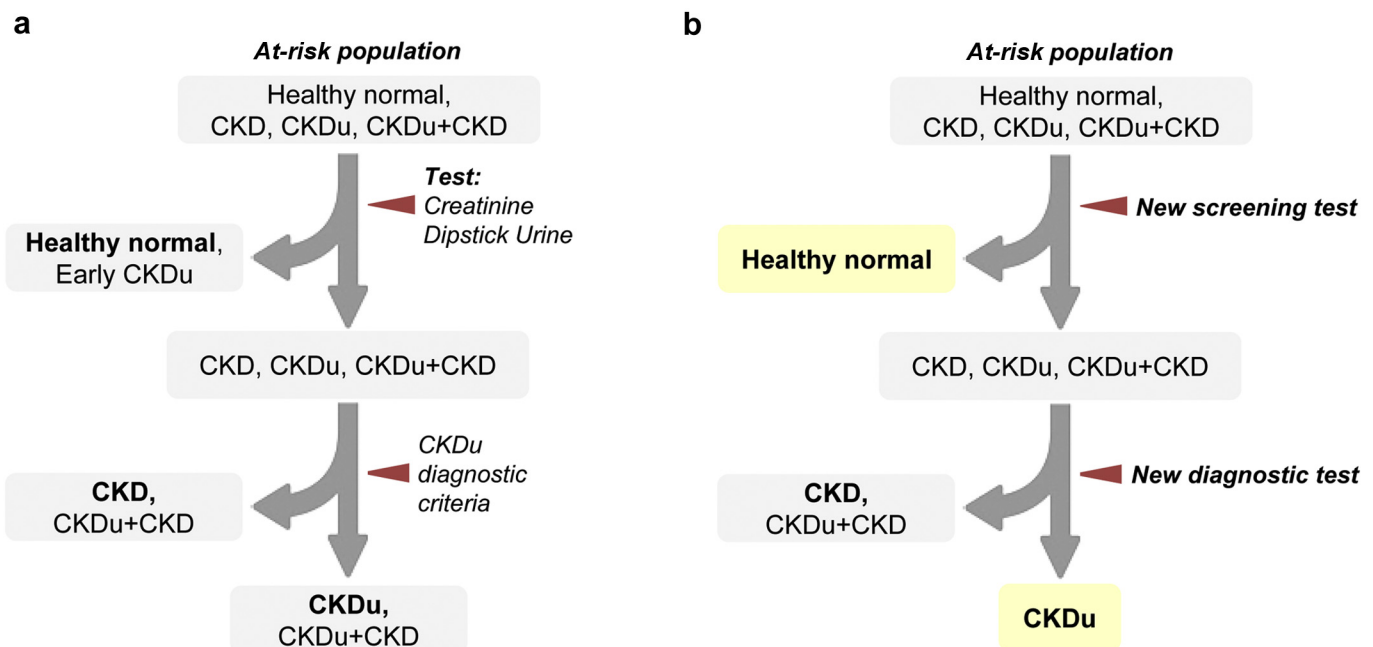 a
At-risk population
Healthy normal,
CKD, CKDu, CKDu+CKD
Test:
Creatinine
Dipstick Urine
Healthy normal,
Early CKDu
CKD, CKDu, CKDu+CKD
CKDu
diagnostic
criteria
CKD,
CKDu+CKD
CKDu,
CKDu+CKD
b
At-risk population
Healthy normal,
CKD, CKDu, CKDu+CKD
New screening test
Healthy normal
CKD, CKDu, CKDu+CKD
New diagnostic test
CKD,
CKDu+CKD
CKDu